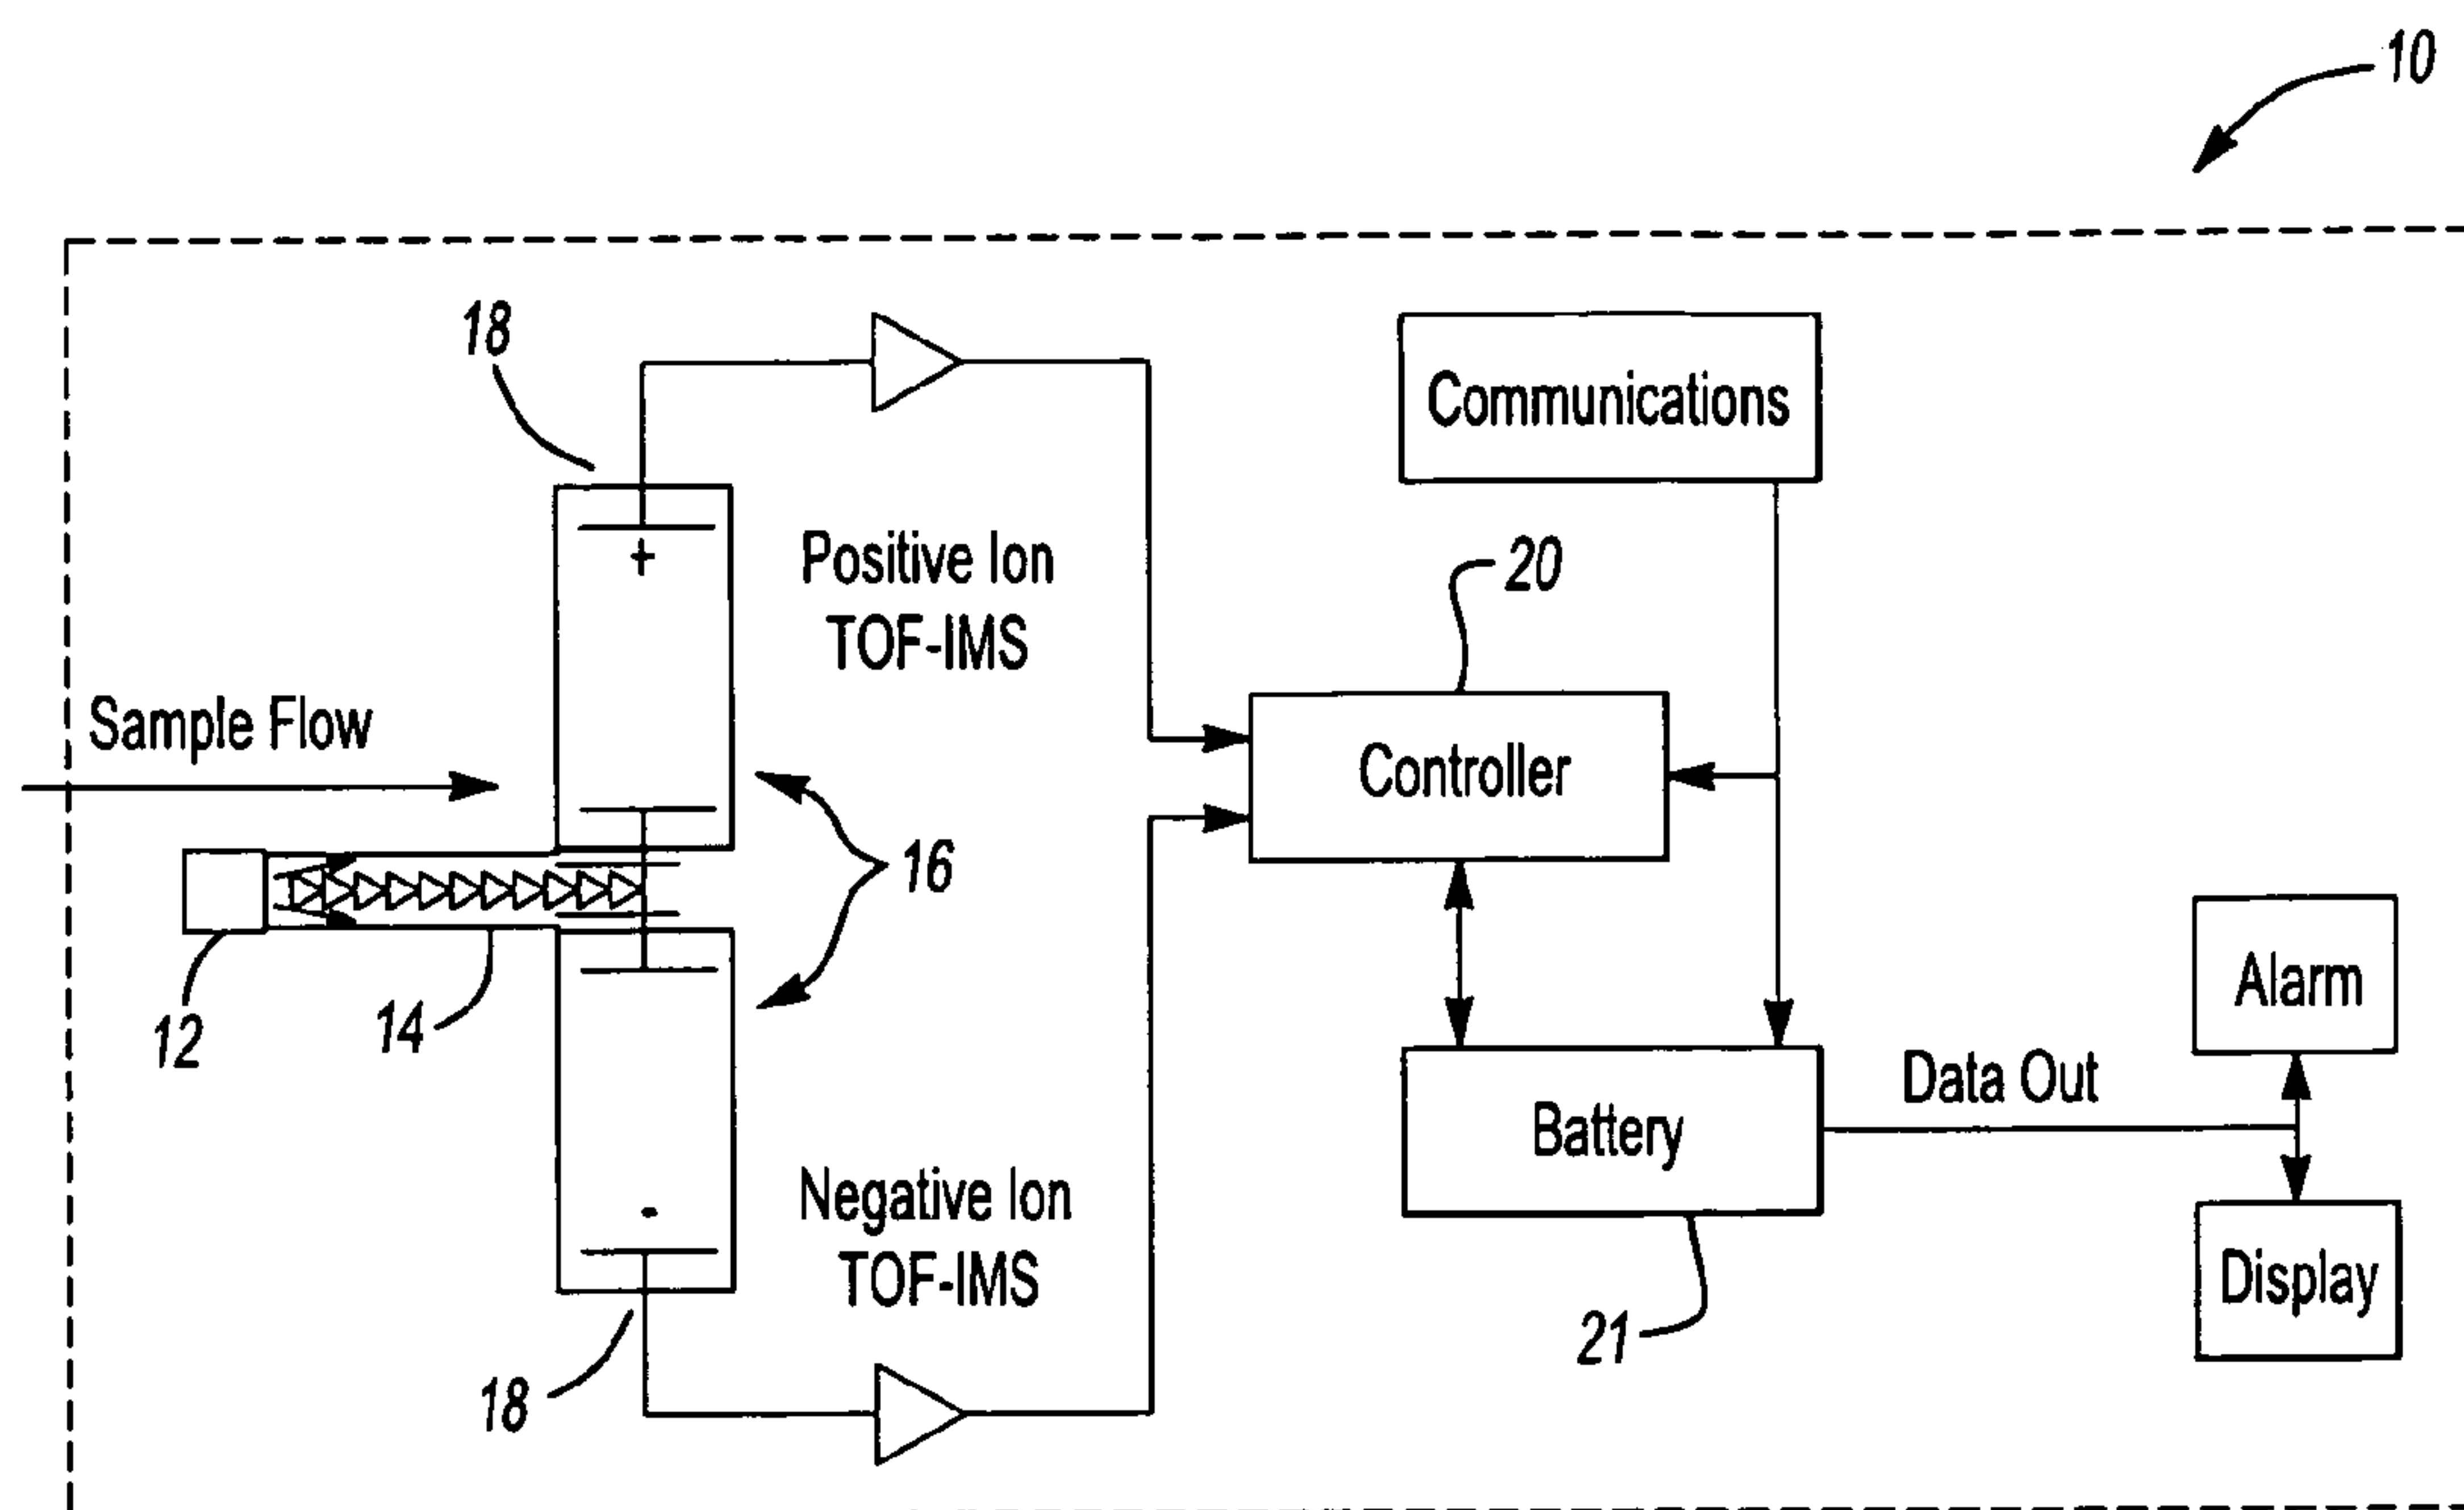 10
18
Communications
+
Positive Ion
TOF-IMS
20
Sample Flow
Controller
16
12
14
Alarm
Data Out
Battery
-
Negative Ion
TOF-IMS
Display
21
18